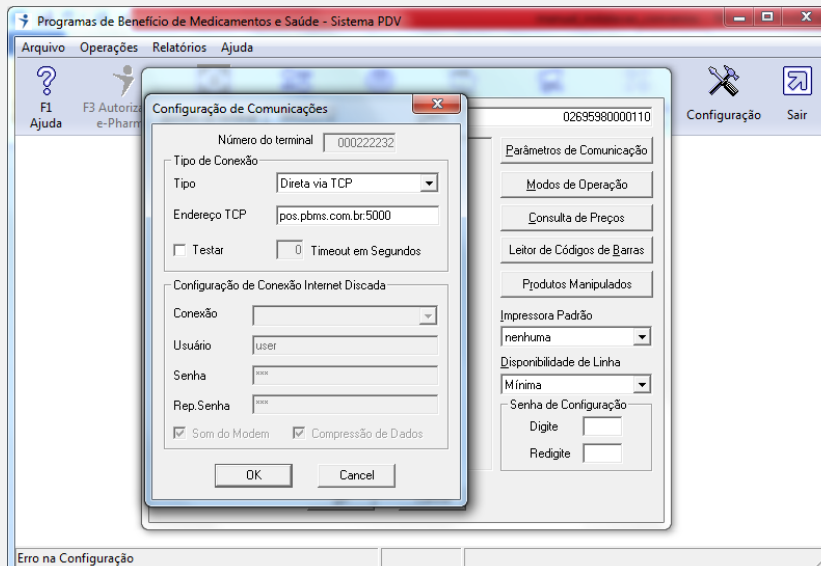 Programas de Benefício de Medicamentos e Saúde - Sistema PDV
Arquivo Operações Relatórios Ajuda
F1
Ajuda
F3 Autoriza
e-Pharm
Configuração
Sair
Configuração de Comunicações
Número do terminal 000222232
Tipo de Conexão
Tipo Direta via TCP
Endereço TCP pos.pbms.com.br:5000
Testar 0 Timeout em Segundos
Configuração de Conexão Internet Discada
Conexão
Usuário user
Senha ***
Rep.Senha ***
Som do Modem Compressão de Dados
OK Cancel
02695980000110
Parâmetros de Comunicação
Modos de Operação
Consulta de Preços
Leitor de Códigos de Barras
Produtos Manipulados
Impressora Padrão
nenhuma
Disponibilidade de Linha
Mínima
Senha de Configuração
Digite
Redigite
Erro na Configuração